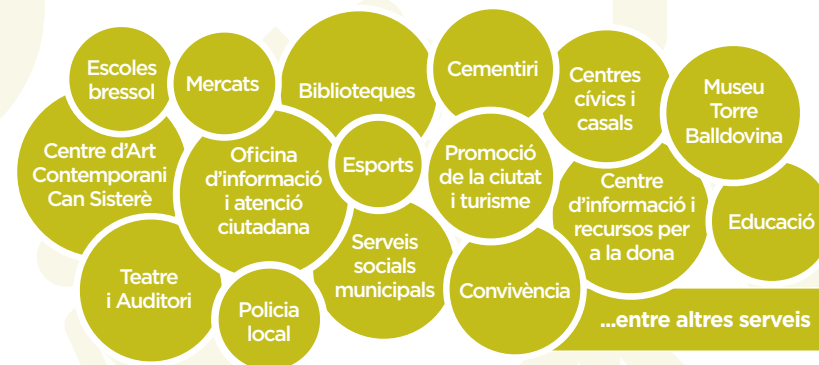 Escoles
bressol
Mercats
Biblioteques
Cementiri
Centres
cívics i
casals
Museu
Torre
Balldovina
Centre d'Art
Contemporani
Can Sisterè
Oficina
d'informació
i atenció
ciutadana
Esports
Promoció
de la ciutat
i turisme
Centre
d'informació i
recursos per
a la dona
Educació
Teatre
i Auditori
Policia
local
Serveis
socials
municipals
Convivència
...entre altres serveis